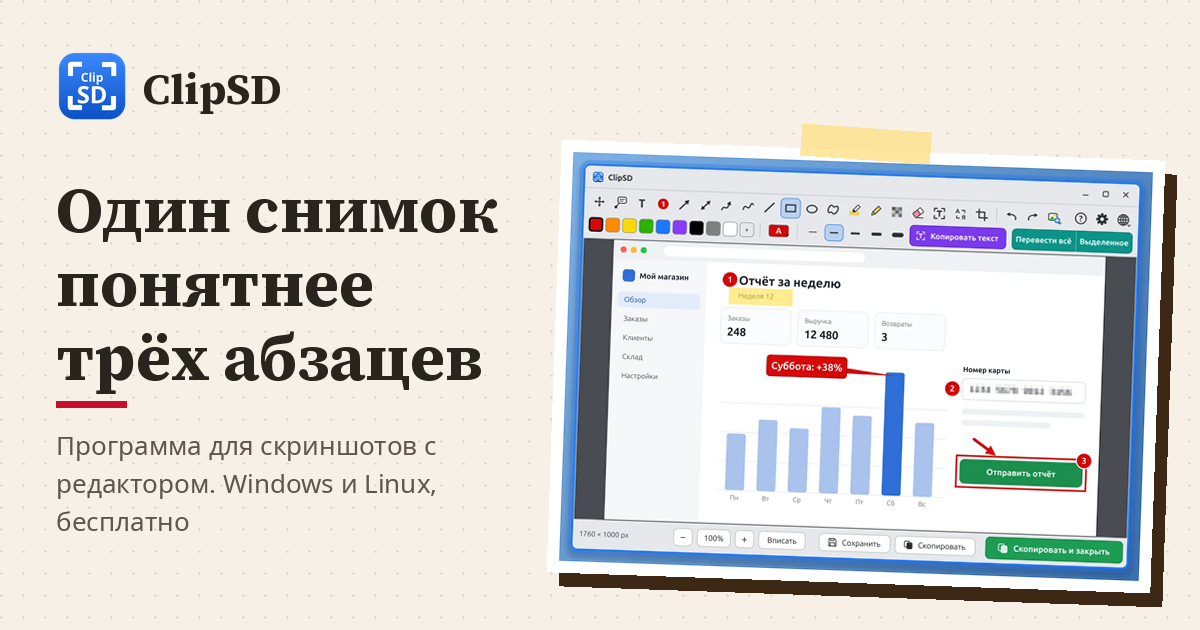 Clip
SD
ClipSD
Один снимок
понятнее
трёх абзацев
Программа для скриншотов с
редактором. Windows и Linux,
бесплатно
ClipSD
T
1
A
Копировать текст
Перевести всё
Выделенное
Мой магазин
Обзор
Заказы
Клиенты
Склад
Настройки
1 Отчёт за неделю
Неделя 12
Заказы
248
Выручка
12 480
Возвраты
3
Суббота: +38%
Пн Вт Ср Чт Пт Сб Вс
Номер карты
2
3
Отправить отчёт
1760 × 1000 px
− 100% + Вписать
Сохранить
Скопировать
Скопировать и закрыть